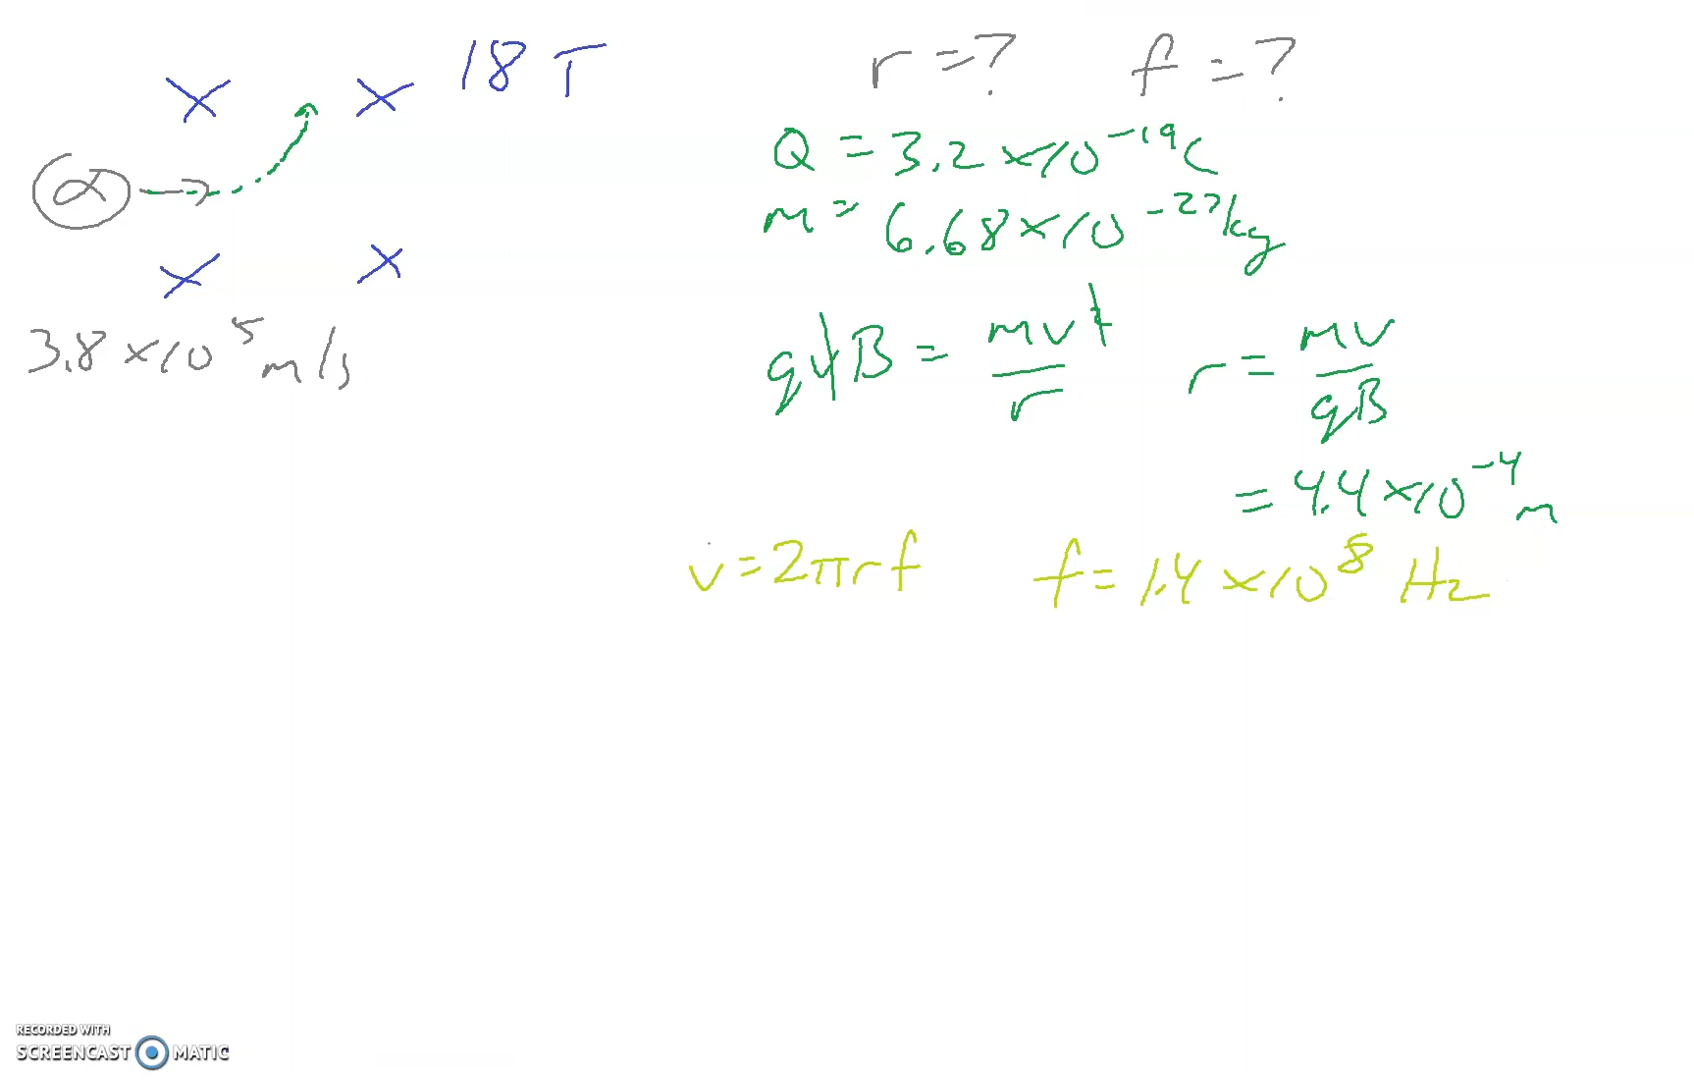 × × 18 T
α →
× ×
3.8 ×10⁵ m/s
r = ? f = ?
Q = 3.2 ×10⁻¹⁹ C
m = 6.68 ×10⁻²⁷ kg
qvB = mv²/r r = mv/qB
= 4.4 ×10⁻⁴ m
v = 2πrf f = 1.4 ×10⁸ Hz
RECORDED WITH
SCREENCAST MATIC